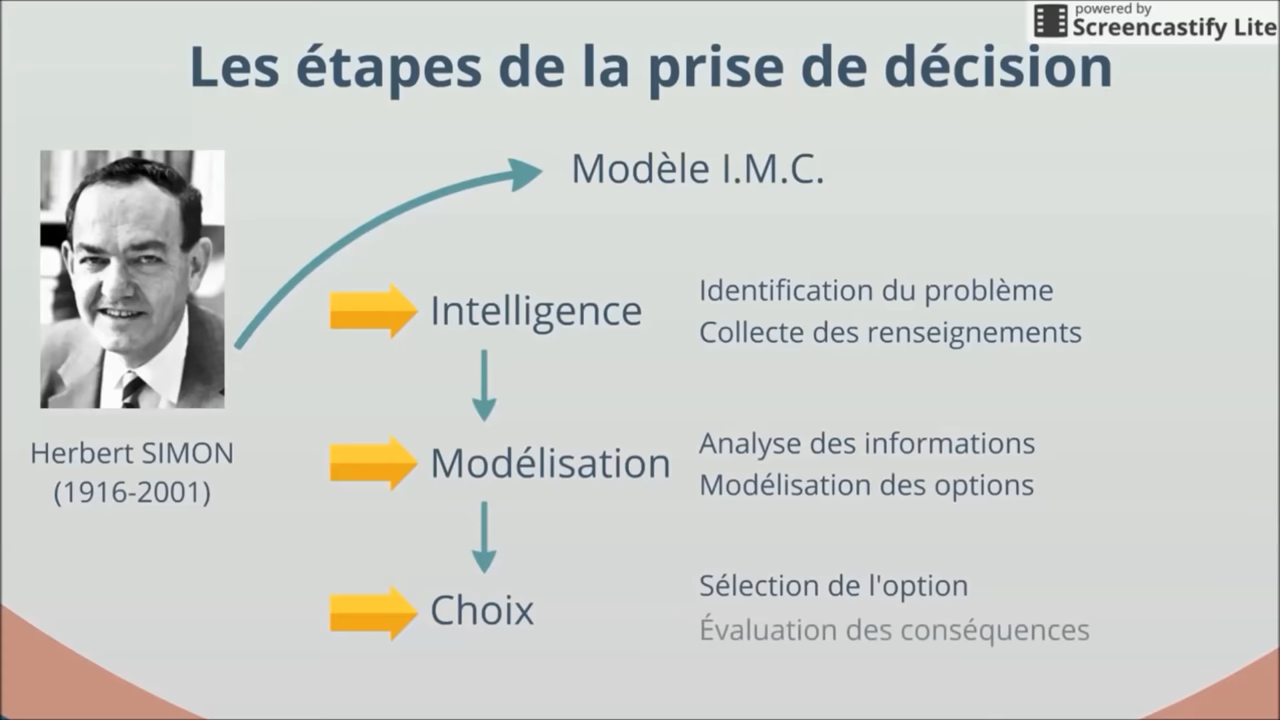 powered by
Screencastify Lite
Les étapes de la prise de décision
Modèle I.M.C.
Herbert SIMON
(1916-2001)
Intelligence
Identification du problème
Collecte des renseignements
Modélisation
Analyse des informations
Modélisation des options
Choix
Sélection de l'option
Évaluation des conséquences